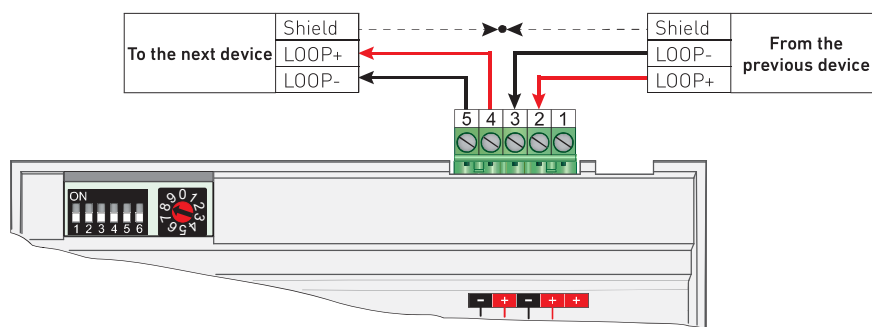 To the next device
Shield
LOOP+
LOOP-
Shield
LOOP-
LOOP+
From the
previous device
5 4 3 2 1
ON
1 2 3 4 5 6
0 1 2 3 4 5 6 7 8 9
- + - + +